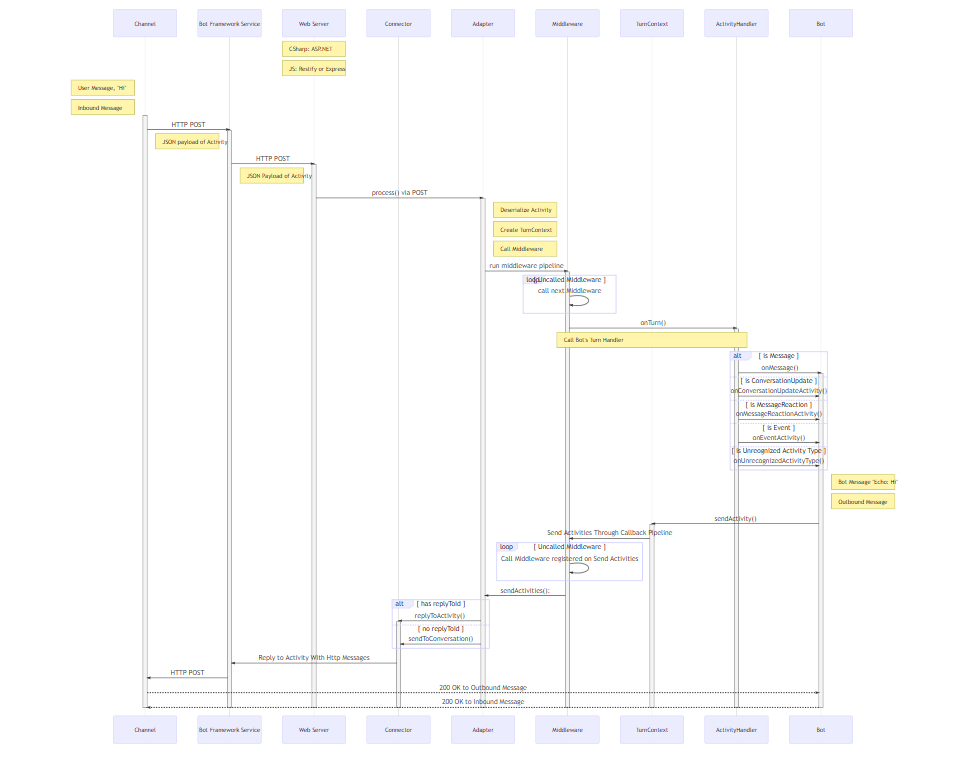 Channel
Bot Framework Service
Web Server
Connector
Adapter
Middleware
TurnContext
ActivityHandler
Bot
CSharp: ASP.NET
JS: Restify or Express
User Message, "Hi"
Inbound Message
HTTP POST
JSON payload of Activity
HTTP POST
JSON Payload of Activity
process() via POST
Deserialize Activity
Create TurnContext
Call Middleware
run middleware pipeline
loop
[Uncalled Middleware ]
call next Middleware
onTurn()
Call Bot's Turn Handler
alt
[ Is Message ]
onMessage()
[ Is ConversationUpdate ]
onConversationUpdateActivity()
[ Is MessageReaction ]
onMessageReactionActivity()
[ Is Event ]
onEventActivity()
[ Is Unreognized Activity Type ]
onUnrecognizedActivityType()
Bot Message "Echo: Hi"
Outbound Message
sendActivity()
Send Activities Through Callback Pipeline
loop
[ Uncalled Middleware ]
Call Middleware registered on Send Activities
sendActivities();
alt
[ has replyToId ]
replyToActivity()
[ no replyToId ]
sendToConversation()
Reply to Activity With Http Messages
HTTP POST
200 OK to Outbound Message
200 OK to Inbound Message
Channel
Bot Framework Service
Web Server
Connector
Adapter
Middleware
TurnContext
ActivityHandler
Bot